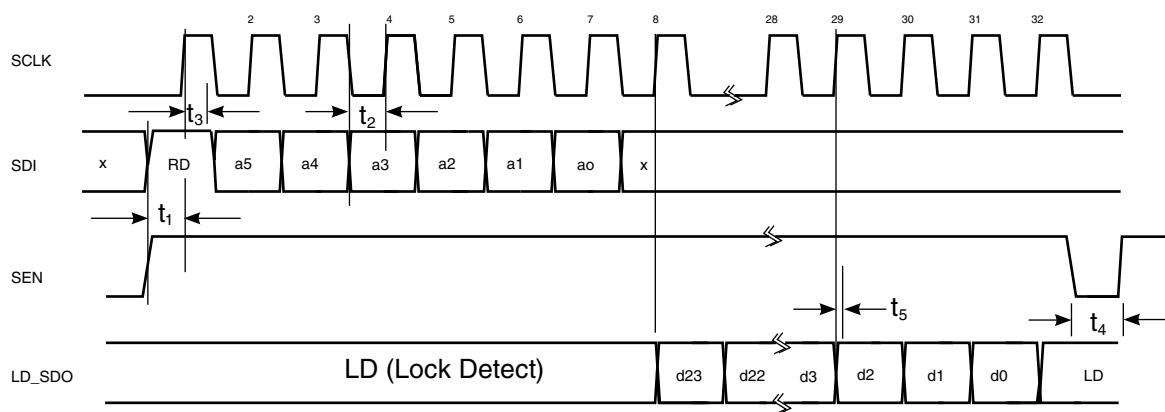 2 3 4 5 6 7 8 28 29 30 31 32
SCLK
t3 t2
SDI x RD a5 a4 a3 a2 a1 ao x
t1
SEN
t5 t4
LD_SDO LD (Lock Detect) d23 d22 d3 d2 d1 d0 LD